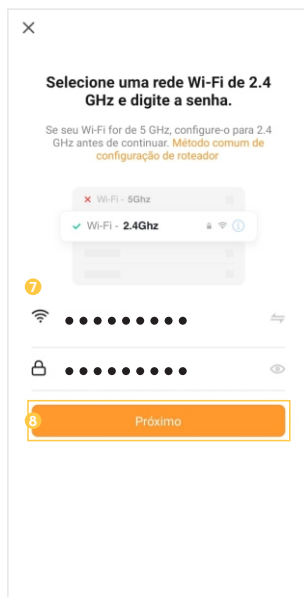 Selecione uma rede Wi-Fi de 2.4
GHz e digite a senha.
Se seu Wi-Fi for de 5 GHz, configure-o para 2.4
GHz antes de continuar. Método comum de
configuração de roteador
Wi-Fi - 5Ghz
Wi-Fi - 2.4Ghz
7
8 Próximo